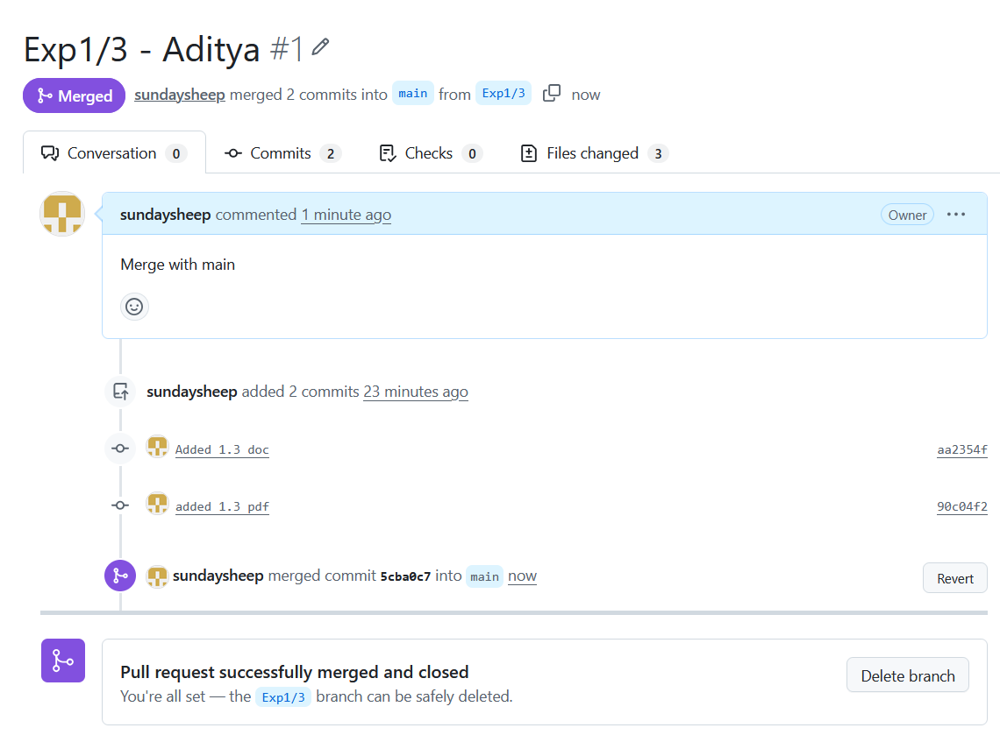 Exp1/3 - Aditya #1
Merged sundaysheep merged 2 commits into main from Exp1/3 now
Conversation 0 Commits 2 Checks 0 Files changed 3
sundaysheep commented 1 minute ago Owner
Merge with main
sundaysheep added 2 commits 23 minutes ago
Added 1.3 doc aa2354f
added 1.3 pdf 90c04f2
sundaysheep merged commit 5cba0c7 into main now Revert
Pull request successfully merged and closed
You're all set — the Exp1/3 branch can be safely deleted.
Delete branch